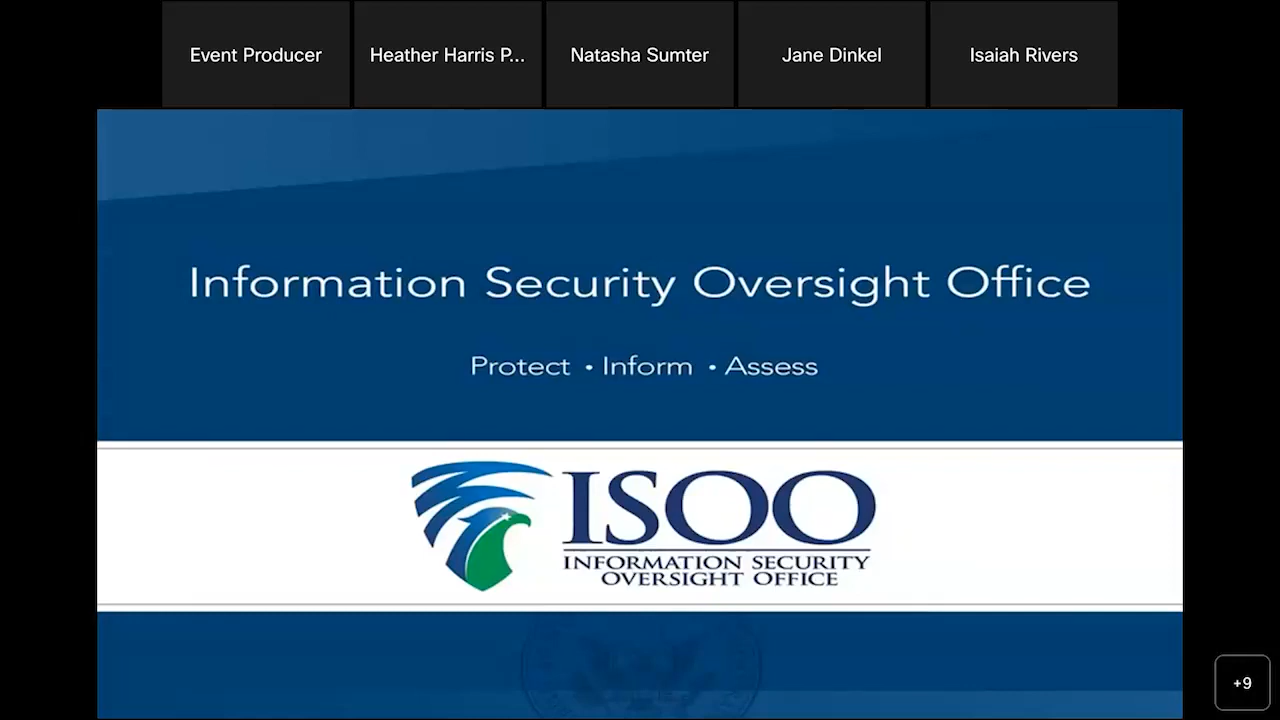 Event Producer
Heather Harris P...
Natasha Sumter
Jane Dinkel
Isaiah Rivers
Information Security Oversight Office
Protect • Inform • Assess
ISOO
INFORMATION SECURITY
OVERSIGHT OFFICE
+9